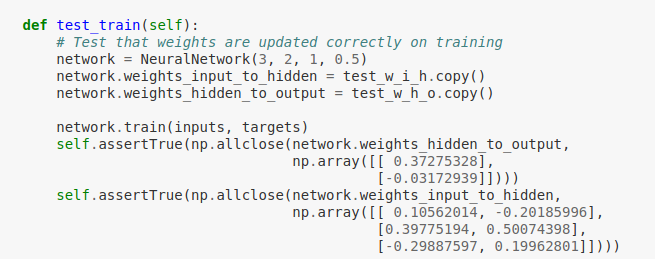 def test_train(self):
    # Test that weights are updated correctly on training
    network = NeuralNetwork(3, 2, 1, 0.5)
    network.weights_input_to_hidden = test_w_i_h.copy()
    network.weights_hidden_to_output = test_w_h_o.copy()

    network.train(inputs, targets)
    self.assertTrue(np.allclose(network.weights_hidden_to_output,
                                np.array([[ 0.37275328],
                                          [-0.03172939]])))
    self.assertTrue(np.allclose(network.weights_input_to_hidden,
                                np.array([[ 0.10562014, -0.20185996],
                                          [0.39775194, 0.50074398],
                                          [-0.29887597, 0.19962801]])))